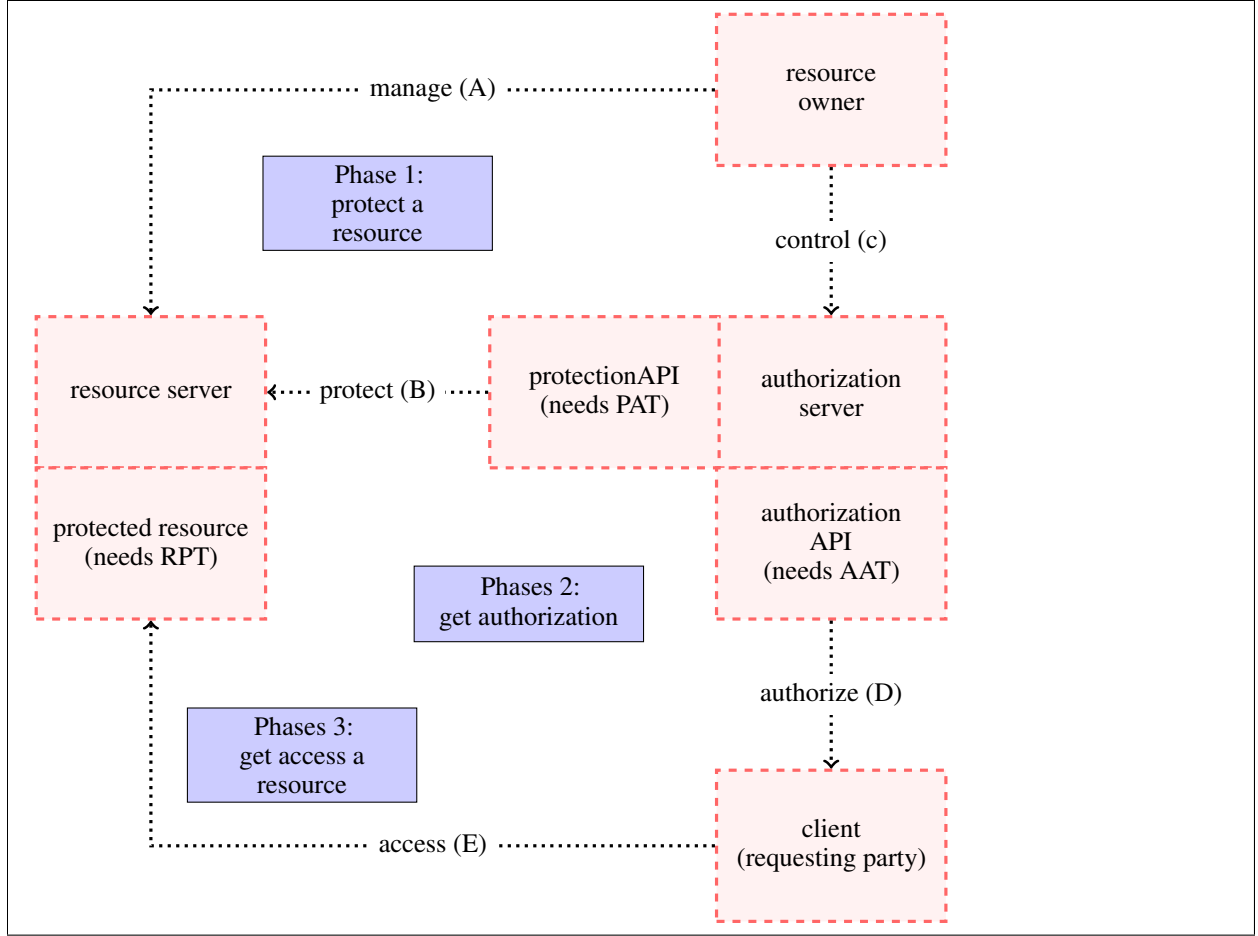 resource
owner
manage (A)
Phase 1:
protect a
resource
control (c)
resource server
protect (B)
protectionAPI
(needs PAT)
authorization
server
protected resource
(needs RPT)
authorization
API
(needs AAT)
Phases 2:
get authorization
authorize (D)
Phases 3:
get access a
resource
client
(requesting party)
access (E)